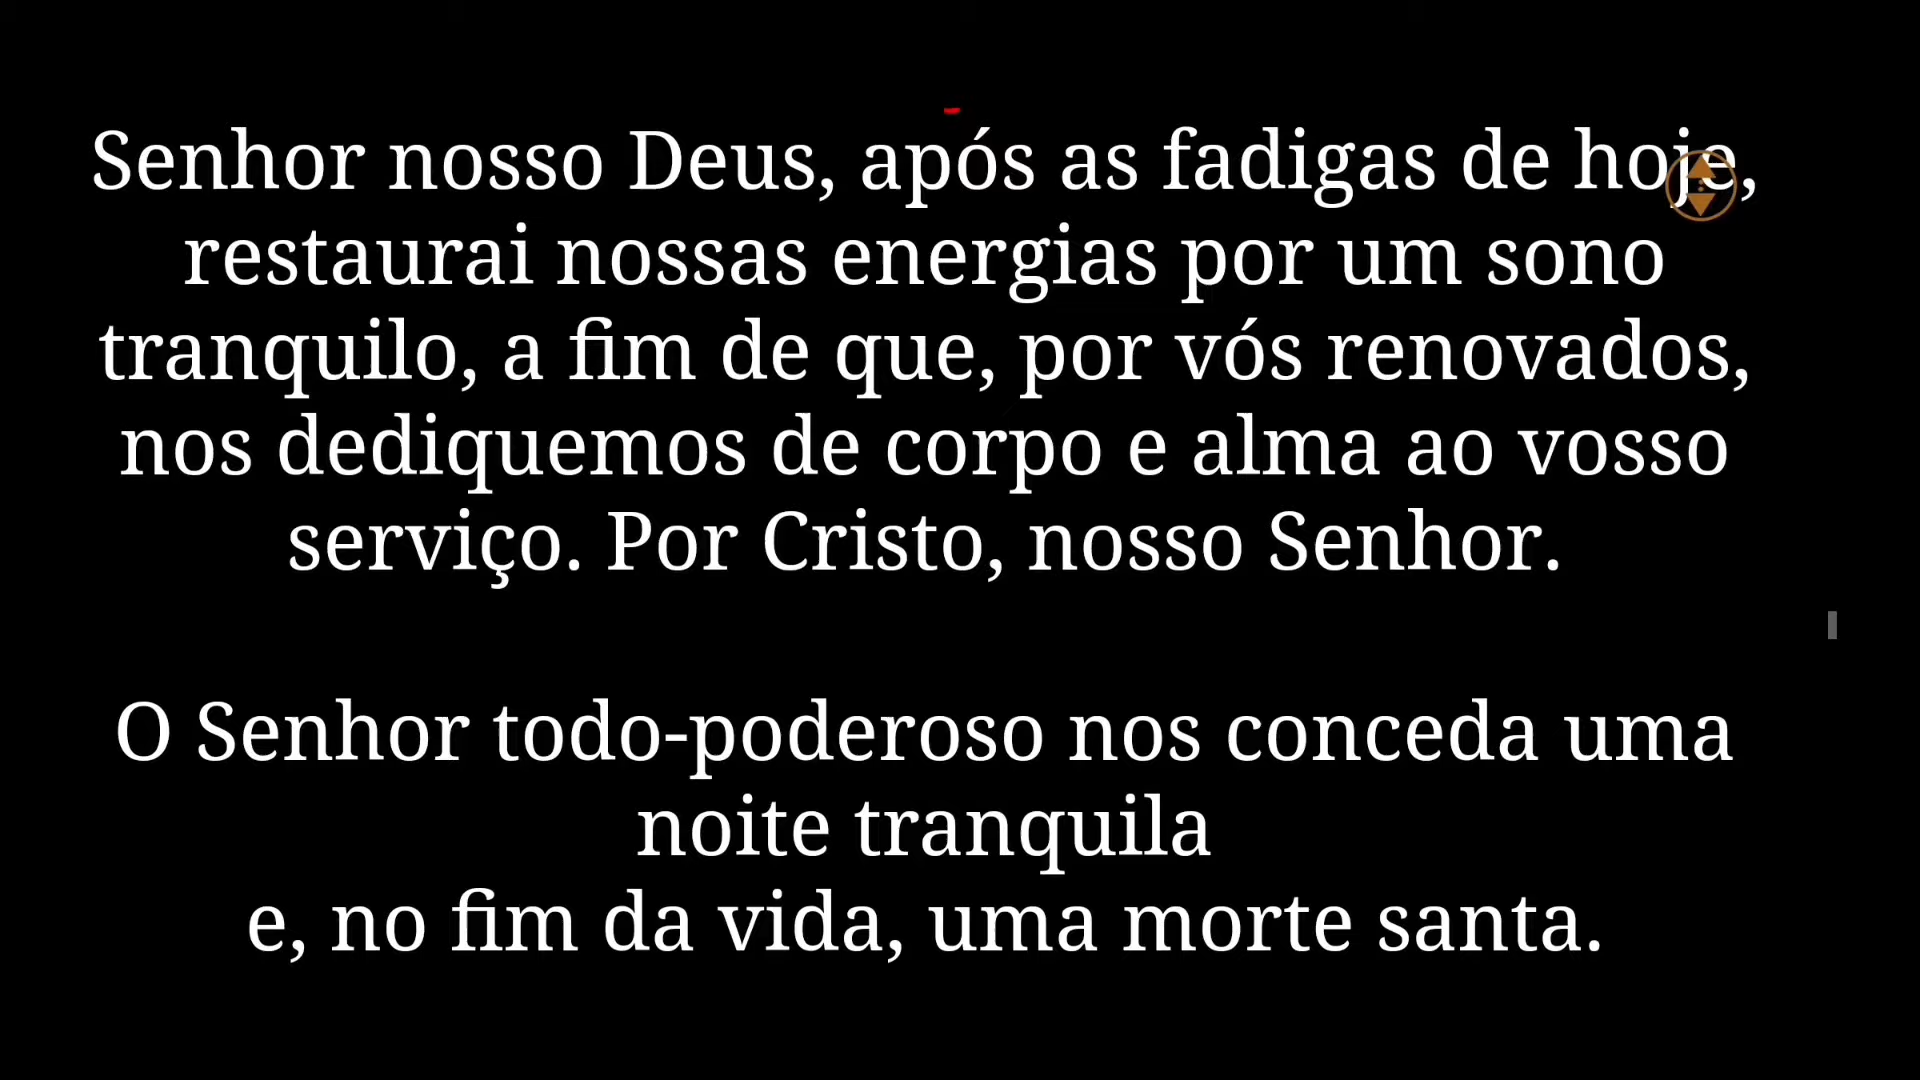 Senhor nosso Deus, após as fadigas de hoje,
restaurai nossas energias por um sono
tranquilo, a fim de que, por vós renovados,
nos dediquemos de corpo e alma ao vosso
serviço. Por Cristo, nosso Senhor.
O Senhor todo-poderoso nos conceda uma
noite tranquila
e, no fim da vida, uma morte santa.